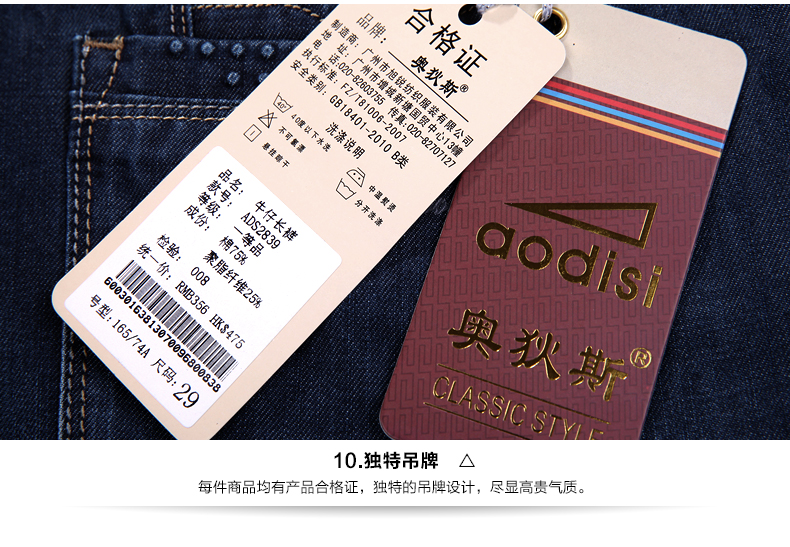 合格证
品牌: 奥狄斯®
制造商: 广州市旭锐纺织服装有限公司
地 址: 广州市增城新塘国贸中心13幢
电 话:020-82603755 传真:020-82707127
执行标准: FZ/T81006-2007
安全类别: GB18401-2010 B类
洗涤说明
40
40度以下水洗
不可氯漂
悬挂晾干
中温熨烫
分开洗涤
品名: 牛仔长裤
款号: ADS2839
等级: 一等品
成份: 棉75%
聚脂纤维25%
检验: 008
统一价: RMB356 HK$475
6003016381307009680083​8
号型:165/74A 尺码:29
aodisi
奥狄斯®
CLASSIC STYLE
10.独特吊牌 △
每件商品均有产品合格证，独特的吊牌设计，尽显高贵气质。